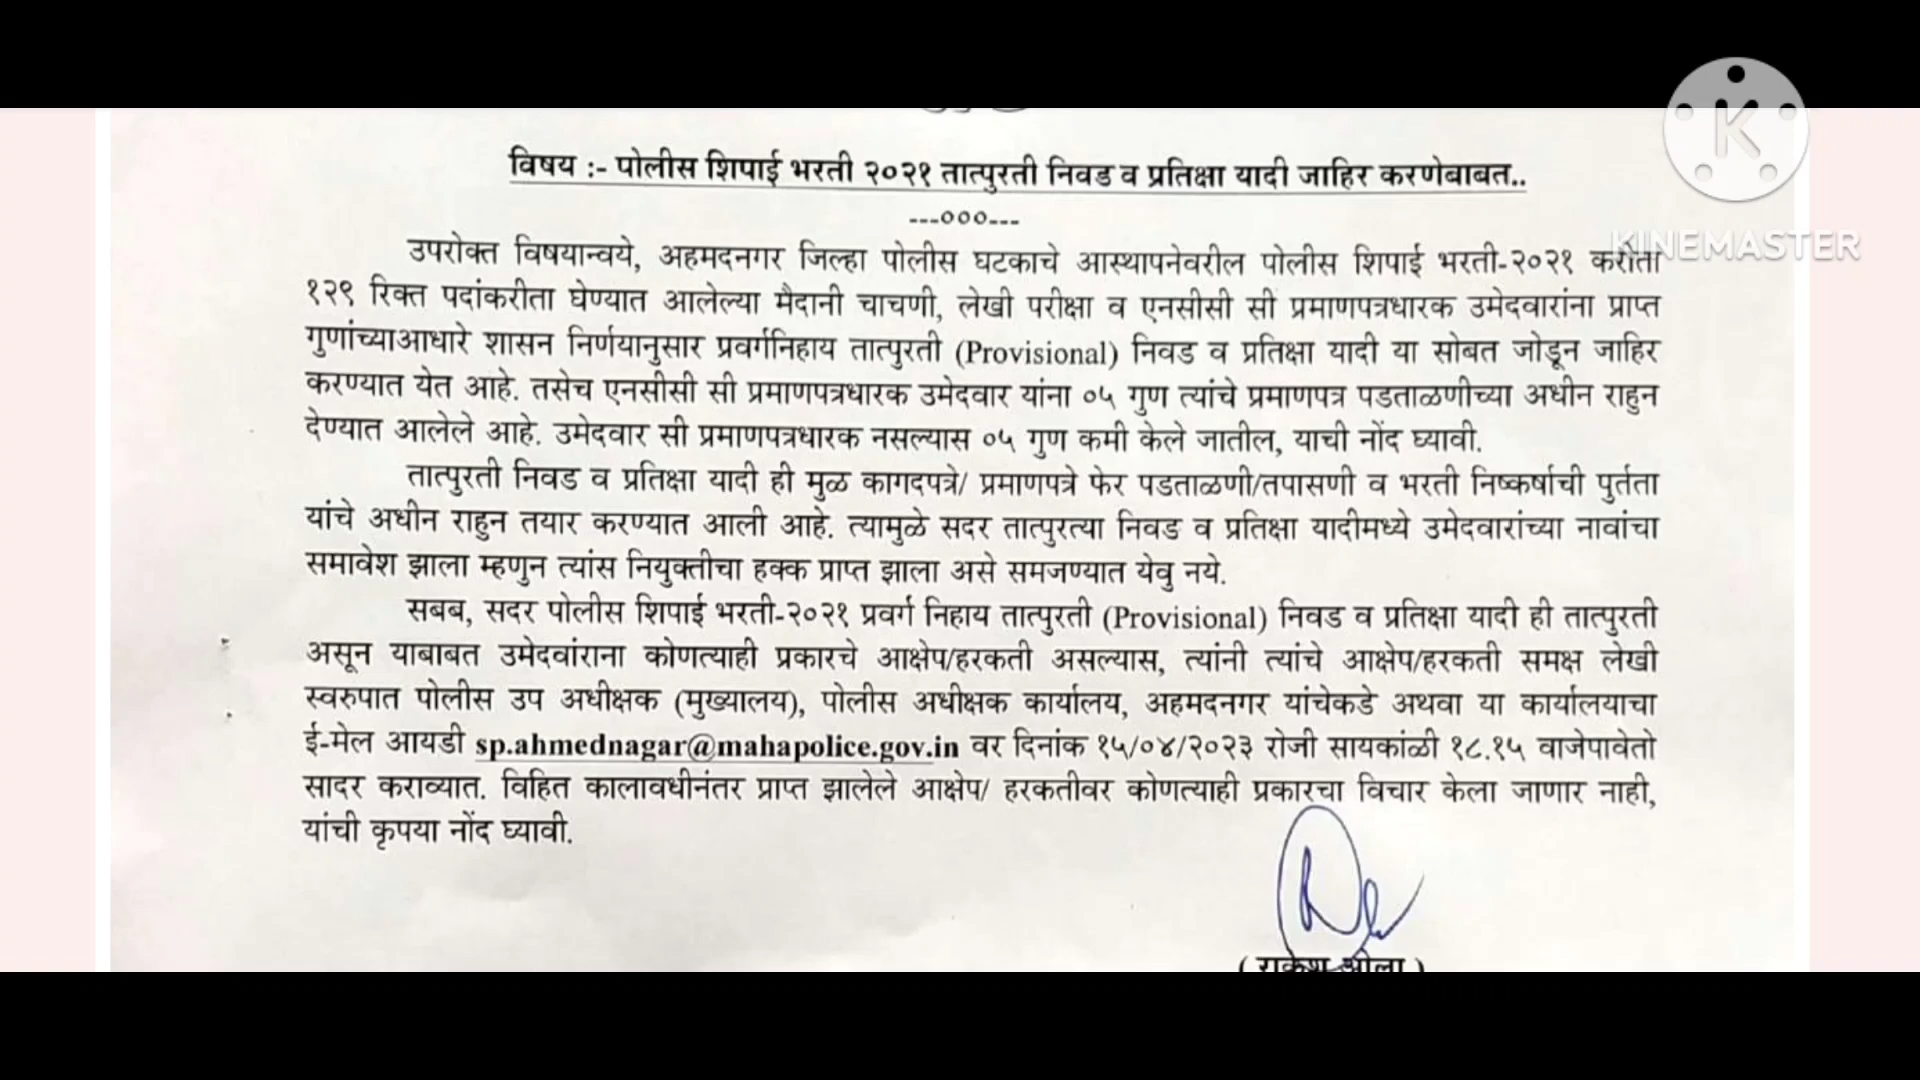 विषय :- पोलीस शिपाई भरती २०२१ तात्पुरती निवड व प्रतिक्षा यादी जाहिर करणेबाबत..
---०००---
उपरोक्त विषयान्वये, अहमदनगर जिल्हा पोलीस घटकाचे आस्थापनेवरील पोलीस शिपाई भरती-२०२१ करीता
१२९ रिक्त पदांकरीता घेण्यात आलेल्या मैदानी चाचणी, लेखी परीक्षा व एनसीसी सी प्रमाणपत्रधारक उमेदवारांना प्राप्त
गुणांच्याआधारे शासन निर्णयानुसार प्रवर्गनिहाय तात्पुरती (Provisional) निवड व प्रतिक्षा यादी या सोबत जोडून जाहिर
करण्यात येत आहे. तसेच एनसीसी सी प्रमाणपत्रधारक उमेदवार यांना ०५ गुण त्यांचे प्रमाणपत्र पडताळणीच्या अधीन राहुन
देण्यात आलेले आहे. उमेदवार सी प्रमाणपत्रधारक नसल्यास ०५ गुण कमी केले जातील, याची नोंद घ्यावी.
तात्पुरती निवड व प्रतिक्षा यादी ही मुळ कागदपत्रे/ प्रमाणपत्रे फेर पडताळणी/तपासणी व भरती निष्कर्षाची पुर्तता
यांचे अधीन राहुन तयार करण्यात आली आहे. त्यामुळे सदर तात्पुरत्या निवड व प्रतिक्षा यादीमध्ये उमेदवारांच्या नावांचा
समावेश झाला म्हणुन त्यांस नियुक्तीचा हक्क प्राप्त झाला असे समजण्यात येवु नये.
सबब, सदर पोलीस शिपाई भरती-२०२१ प्रवर्ग निहाय तात्पुरती (Provisional) निवड व प्रतिक्षा यादी ही तात्पुरती
असून याबाबत उमेदवांराना कोणत्याही प्रकारचे आक्षेप/हरकती असल्यास, त्यांनी त्यांचे आक्षेप/हरकती समक्ष लेखी
स्वरुपात पोलीस उप अधीक्षक (मुख्यालय), पोलीस अधीक्षक कार्यालय, अहमदनगर यांचेकडे अथवा या कार्यालयाचा
ई-मेल आयडी sp.ahmednagar@mahapolice.gov.in वर दिनांक १५/०४/२०२३ रोजी सायकांळी १८.१५ वाजेपावेतो
सादर कराव्यात. विहित कालावधीनंतर प्राप्त झालेले आक्षेप/ हरकतीवर कोणत्याही प्रकारचा विचार केला जाणार नाही,
यांची कृपया नोंद घ्यावी.
( राकेश ओला )
K
KINEMASTER